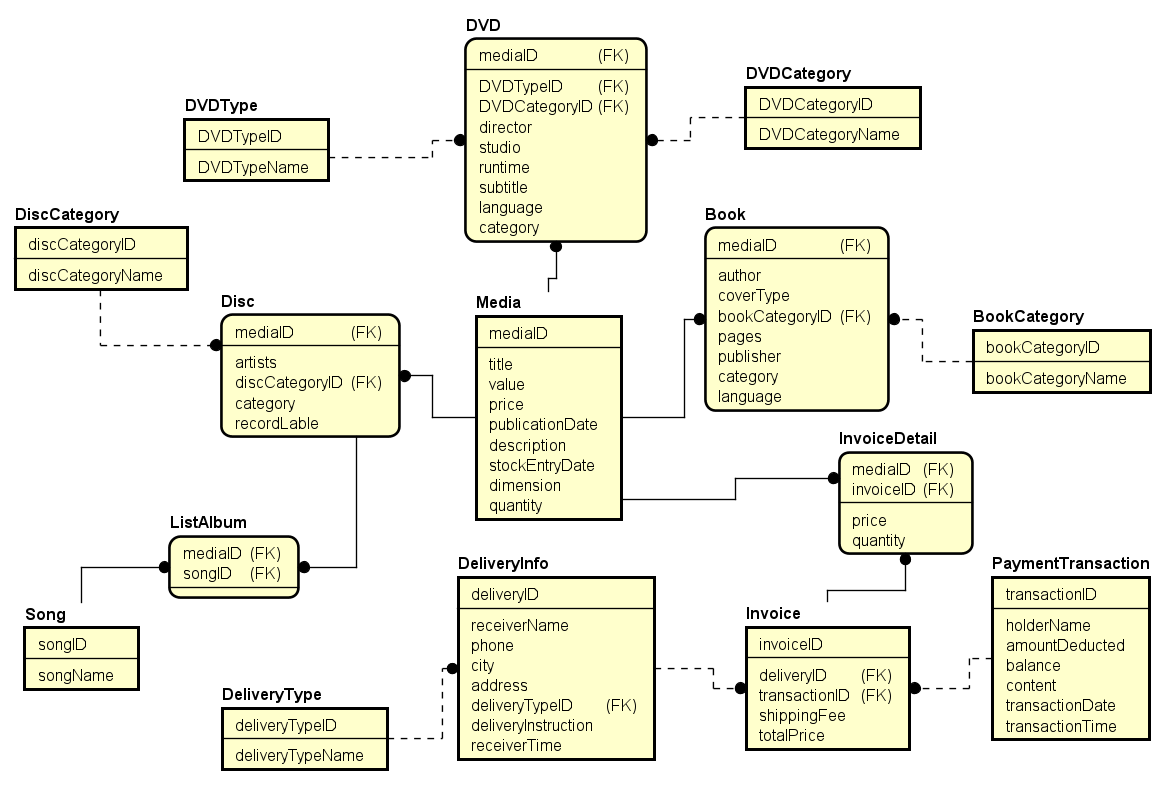 DVD
mediaID (FK)
DVDTypeID (FK)
DVDCategoryID (FK)
director
studio
runtime
subtitle
language
category
DVDCategory
DVDCategoryID
DVDCategoryName
DVDType
DVDTypeID
DVDTypeName
DiscCategory
discCategoryID
discCategoryName
Book
mediaID (FK)
author
coverType
bookCategoryID (FK)
pages
publisher
category
language
Disc
mediaID (FK)
artists
discCategoryID (FK)
category
recordLable
Media
mediaID
title
value
price
publicationDate
description
stockEntryDate
dimension
quantity
BookCategory
bookCategoryID
bookCategoryName
InvoiceDetail
mediaID (FK)
invoiceID (FK)
price
quantity
ListAlbum
mediaID (FK)
songID (FK)
Song
songID
songName
DeliveryInfo
deliveryID
receiverName
phone
city
address
deliveryTypeID (FK)
deliveryInstruction
receiverTime
DeliveryType
deliveryTypeID
deliveryTypeName
Invoice
invoiceID
deliveryID (FK)
transactionID (FK)
shippingFee
totalPrice
PaymentTransaction
transactionID
holderName
amountDeducted
balance
content
transactionDate
transactionTime